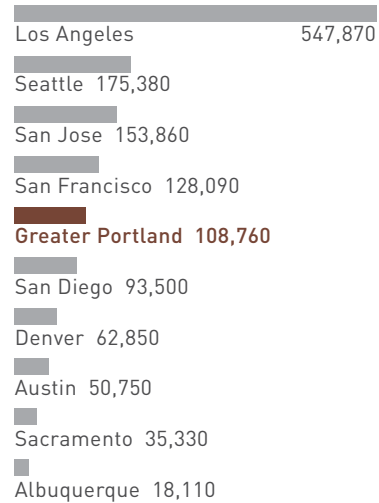 Los Angeles 547,870
Seattle 175,380
San Jose 153,860
San Francisco 128,090
Greater Portland 108,760
San Diego 93,500
Denver 62,850
Austin 50,750
Sacramento 35,330
Albuquerque 18,110